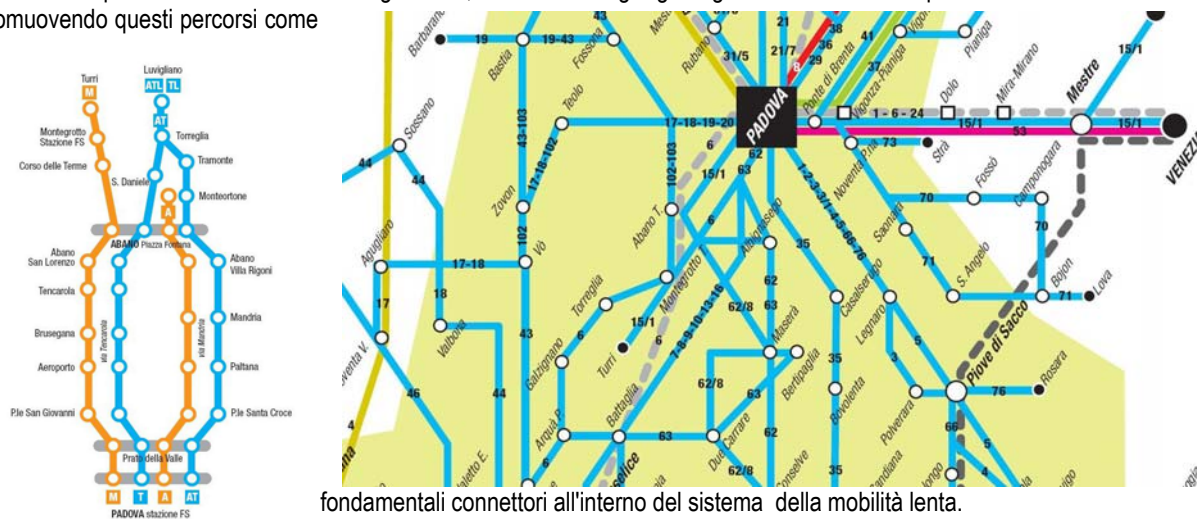 omuovendo questi percorsi come
fondamentali connettori all'interno del sistema della mobilità lenta.
Turri
M
Luvigliano
ATL TL
AT
Montegrotto
Stazione FS
Torreglia
Corso delle Terme
Tramonte
S. Daniele
Monteortone
A
ABANO Piazza Fontana
Abano
San Lorenzo
Abano
Villa Rigoni
Tencarola
Mandria
via Tencarola
via Mandria
Brusegana
Aeroporto
Paltana
P.le San Giovanni
P.le Santa Croce
Prato della Valle
M T A AT
PADOVA stazione FS
Barbarano
19
Bastia
19-43
Fossona
43
Rubano
31/5
21
21/7
8
38
36
29
41
37
Ponte di Brenta
Vigonza-Pianiga
Pianiga
Dolo
Mira-Mirano
Mestre
15/1
1 - 6 - 24
15/1
15/1
53
VENEZI
PADOVA
Sossano
44
44
43-103
Teolo
17-18-102
17-18-19-20
102-103
6
15/1
62
63
73
Strà
Noventa P.na
Fossò
Camponogara
70
70
Saonara
71
S. Angelo
Bojon
71
Lova
1-2-3-3/1-4-5-66-76
Zovon
102
Vò
Abano T.
6
Albignasego
35
Agugliaro
17-18
17
18
Valbona
Torreglia
Montegrotto T.
62
63
62/8
Casalserugo
Legnaro
Piove di Sacco
oventa V.
46
44
43
Galzignano
6
15/1
Turri
6
7-8-9-10-13-16
Maserà
Bertipaglia
35
3
5
4
Battaglia
62/8
63
Bovolenta
Polverara
76
Rosara
Arquà P.
63
Due Carrare
62
66
5
6
62/8
Conselve
35
4